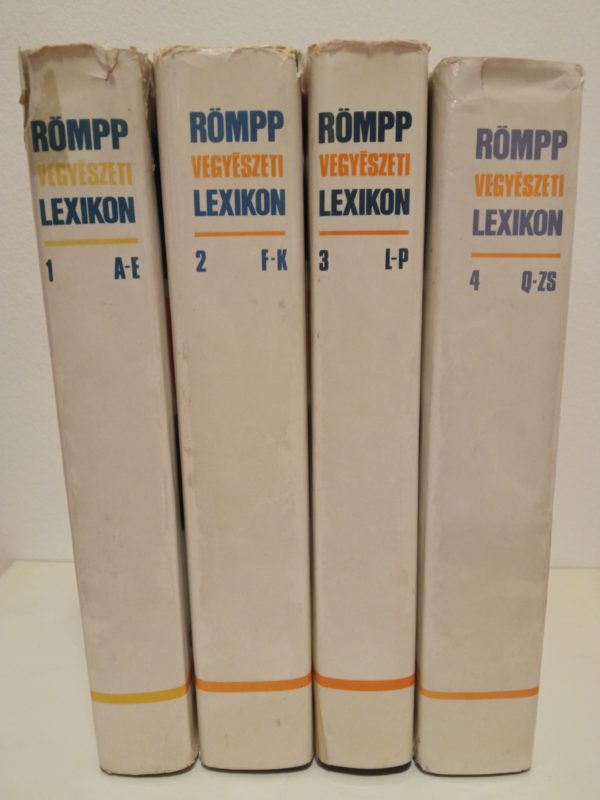 RÖMPP
VEGYÉSZETI
LEXIKON
1 A-E
RÖMPP
VEGYÉSZETI
LEXIKON
2 F-K
RÖMPP
VEGYÉSZETI
LEXIKON
3 L-P
RÖMPP
VEGYÉSZETI
LEXIKON
4 Q-ZS